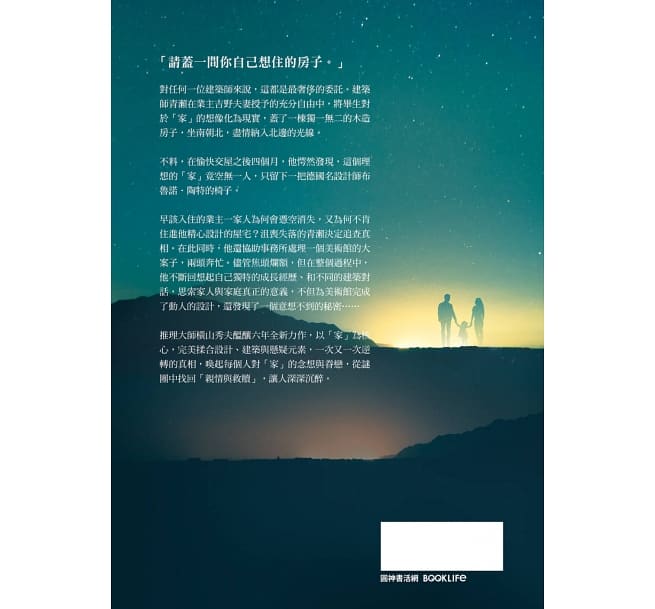 「請蓋一間你自己想住的房子。」
對任何一位建築師來說，這都是最奢侈的委託。建築
師青瀨在業主吉野夫妻授予的充分自由中，將畢生對
於「家」的想像化為現實，蓋了一棟獨一無二的木造
房子，坐南朝北，盡情納入北邊的光線。
不料，在愉快交屋之後四個月，他愕然發現，這個理
想的「家」竟空無一人，只留下一把德國名設計師布
魯諾．陶特的椅子。
早該入住的業主一家人為何會憑空消失，又為何不肯
住進他精心設計的屋宅？沮喪失落的青瀨決定追查真
相。在此同時，他還協助事務所處理一個美術館的大
案子，兩頭奔忙。儘管焦頭爛額，但在整個過程中，
他不斷回想起自己獨特的成長經歷、和不同的建築對
話，思索家人與家庭真正的意義，不但為美術館完成
了動人的設計，還發現了一個意想不到的秘密……
推理大師橫山秀夫醞釀六年全新力作，以「家」為核
心，完美揉合設計、建築與懸疑元素，一次又一次逆
轉的真相，喚起每個人對「家」的念想與眷戀，從謎
團中找回「親情與救贖」，讓人深深沉醉。
圓神書活網 BOOKLIFE